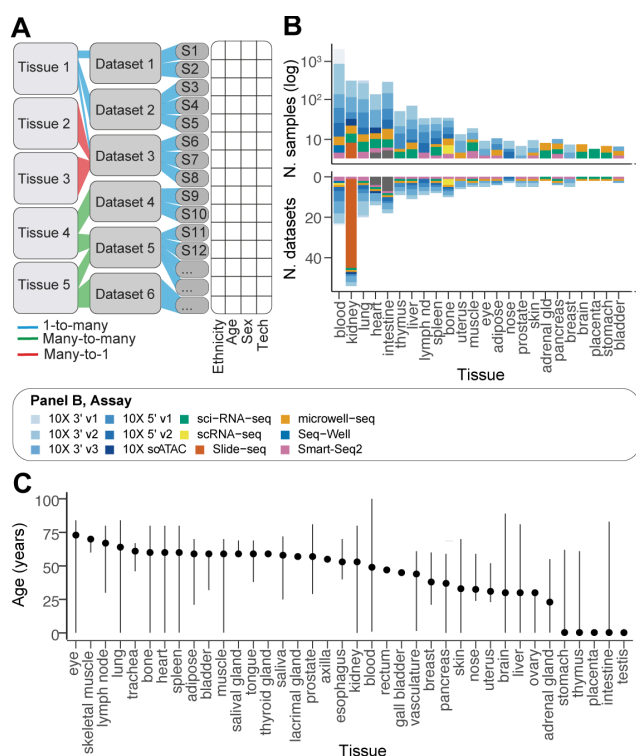 A
Tissue 1
Tissue 2
Tissue 3
Tissue 4
Tissue 5
Dataset 1
Dataset 2
Dataset 3
Dataset 4
Dataset 5
Dataset 6
S1
S2
S3
S4
S5
S6
S7
S8
S9
S10
S11
S12
...
...
...
1-to-many
Many-to-many
Many-to-1
Ethnicity
Age
Sex
Tech
B
N. samples (log)
10³
10²
10
N. datasets
0
20
40
blood
kidney
lung
heart
intestine
thymus
liver
lymph nd
spleen
bone
uterus
muscle
eye
adipose
nose
prostate
skin
adrenal gld
pancreas
breast
brain
placenta
stomach
bladder
Tissue
Panel B, Assay
10X 3' v1 10X 5' v1 sci-RNA-seq microwell-seq
10X 3' v2 10X 5' v2 scRNA-seq Seq-Well
10X 3' v3 10X scATAC Slide-seq Smart-Seq2
C
Age (years)
100
75
50
25
0
eye
skeletal muscle
lymph node
lung
trachea
bone
heart
spleen
adipose
bladder
muscle
salival gland
tongue
thyroid gland
saliva
lacrimal gland
prostate
axilla
esophagus
kidney
blood
rectum
gall bladder
vasculature
breast
pancreas
skin
nose
uterus
brain
liver
ovary
adrenal gland
stomach
thymus
placenta
intestine
testis
Tissue